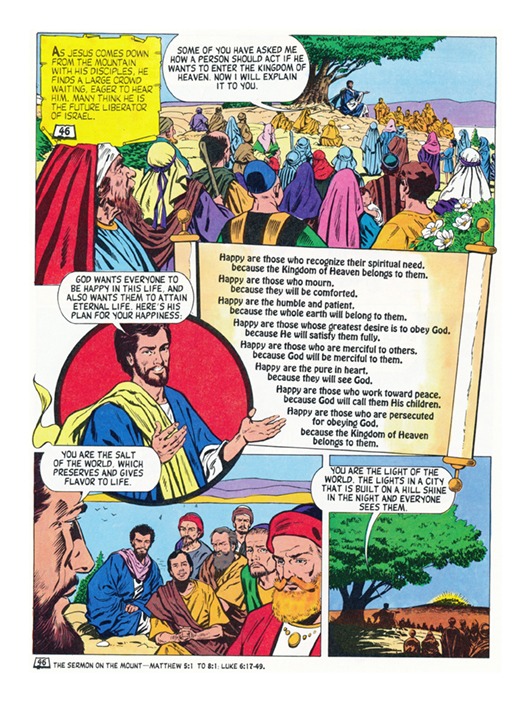 AS JESUS COMES DOWN
FROM THE MOUNTAIN
WITH HIS DISCIPLES, HE
FINDS A LARGE CROWD
WAITING, EAGER TO HEAR
HIM. MANY THINK HE IS
THE FUTURE LIBERATOR
OF ISRAEL.
46
SOME OF YOU HAVE ASKED ME
HOW A PERSON SHOULD ACT IF HE
WANTS TO ENTER THE KINGDOM OF
HEAVEN. NOW I WILL EXPLAIN
IT TO YOU.
GOD WANTS EVERYONE TO
BE HAPPY IN THIS LIFE, AND
ALSO WANTS THEM TO ATTAIN
ETERNAL LIFE. HERE'S HIS
PLAN FOR YOUR HAPPINESS:
Happy are those who recognize their spiritual need,
because the Kingdom of Heaven belongs to them.
Happy are those who mourn,
because they will be comforted.
Happy are the humble and patient,
because the whole earth will belong to them.
Happy are those whose greatest desire is to obey God,
because He will satisfy them fully.
Happy are those who are merciful to others,
because God will be merciful to them.
Happy are the pure in heart,
because they will see God.
Happy are those who work toward peace,
because God will call them His children.
Happy are those who are persecuted
for obeying God,
because the Kingdom of Heaven
belongs to them.
YOU ARE THE SALT
OF THE WORLD, WHICH
PRESERVES AND GIVES
FLAVOR TO LIFE.
YOU ARE THE LIGHT OF THE
WORLD. THE LIGHTS IN A CITY
THAT IS BUILT ON A HILL SHINE
IN THE NIGHT AND EVERYONE
SEES THEM.
46 THE SERMON ON THE MOUNT—MATTHEW 5:1 TO 8:1; LUKE 6:17-49.